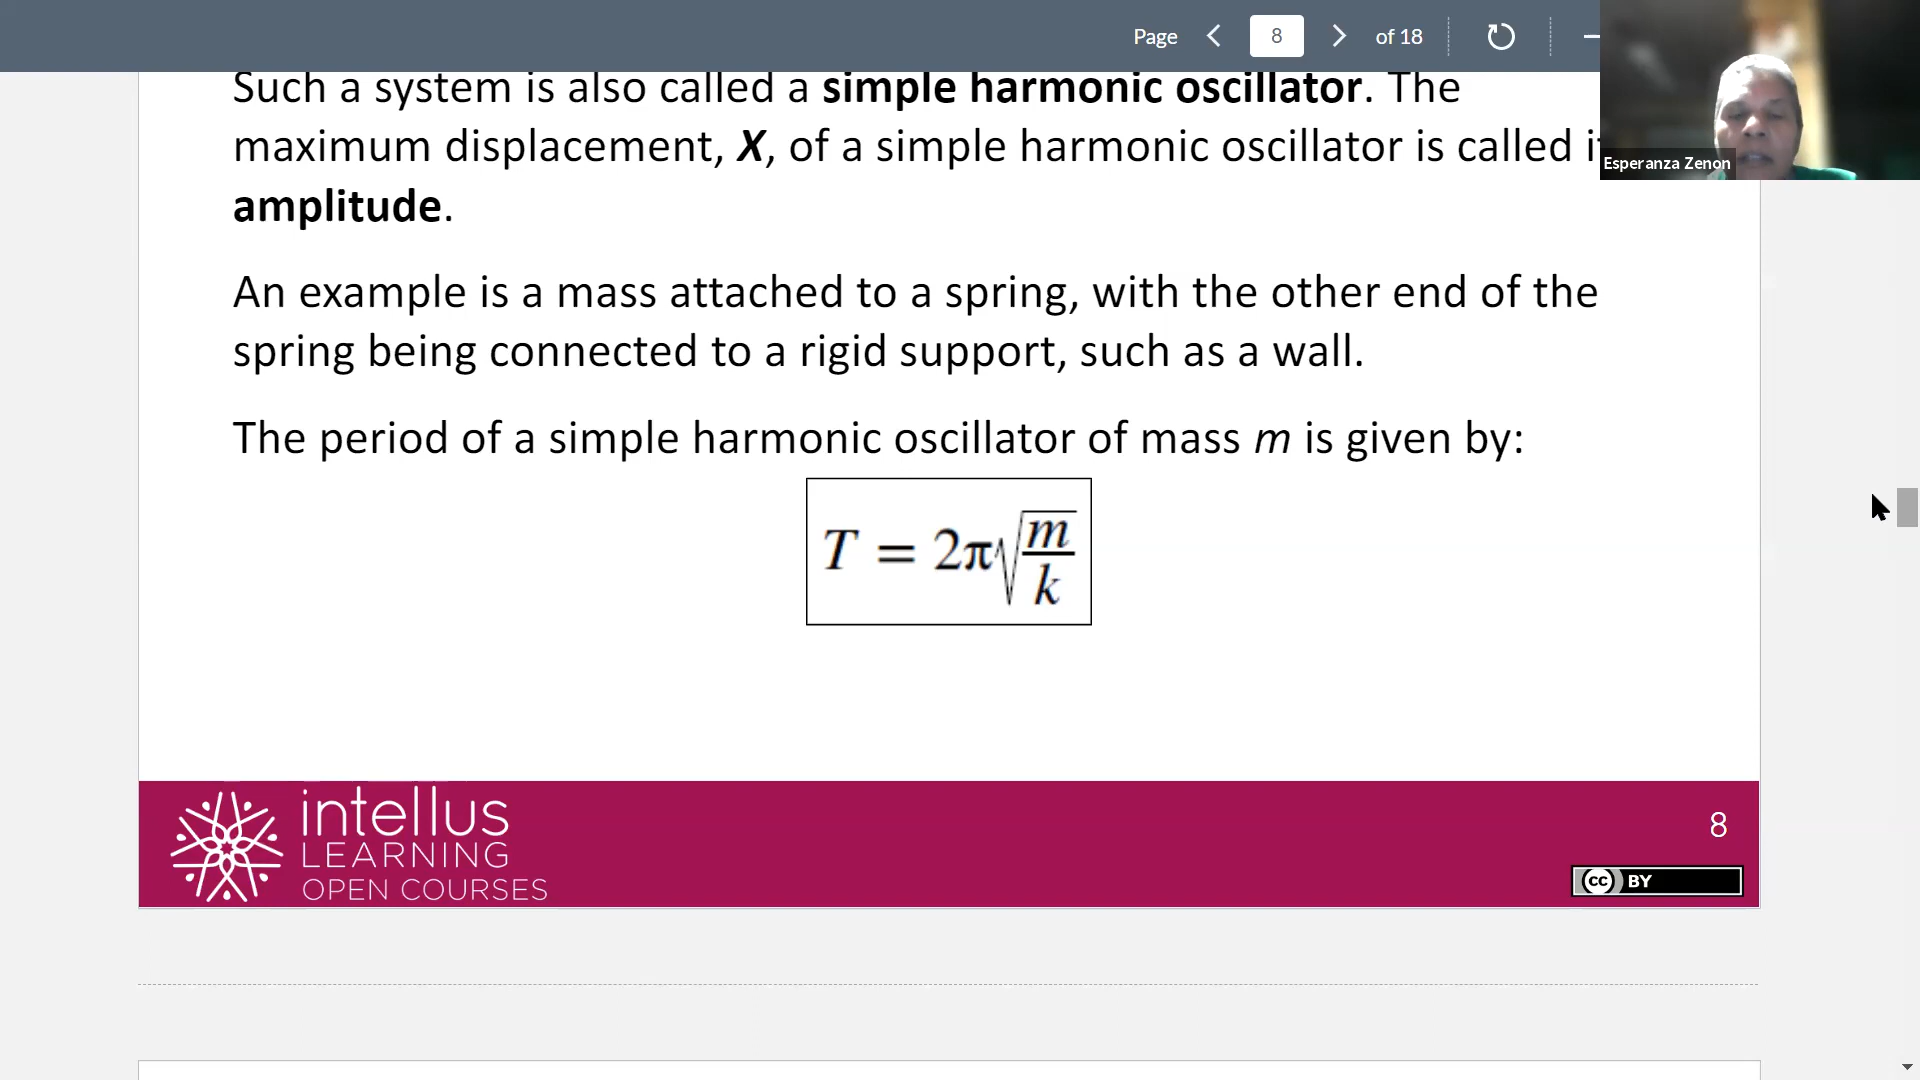 Page 8 of 18
Such a system is also called a simple harmonic oscillator. The
maximum displacement, X, of a simple harmonic oscillator is called
amplitude.
Esperanza Zenon
An example is a mass attached to a spring, with the other end of the
spring being connected to a rigid support, such as a wall.
The period of a simple harmonic oscillator of mass m is given by:
T = 2π√(m/k)
intellus
LEARNING
OPEN COURSES
8
cc BY